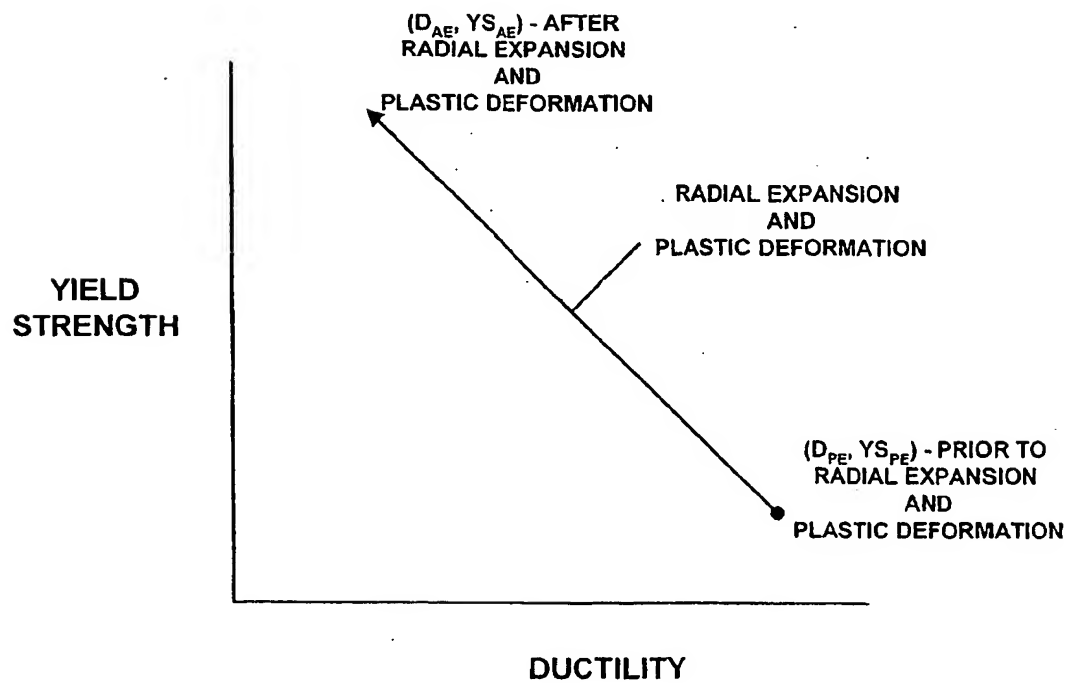 (D_AE, YS_AE) - AFTER
RADIAL EXPANSION
AND
PLASTIC DEFORMATION
RADIAL EXPANSION
AND
PLASTIC DEFORMATION
YIELD
STRENGTH
(D_PE, YS_PE) - PRIOR TO
RADIAL EXPANSION
AND
PLASTIC DEFORMATION
DUCTILITY